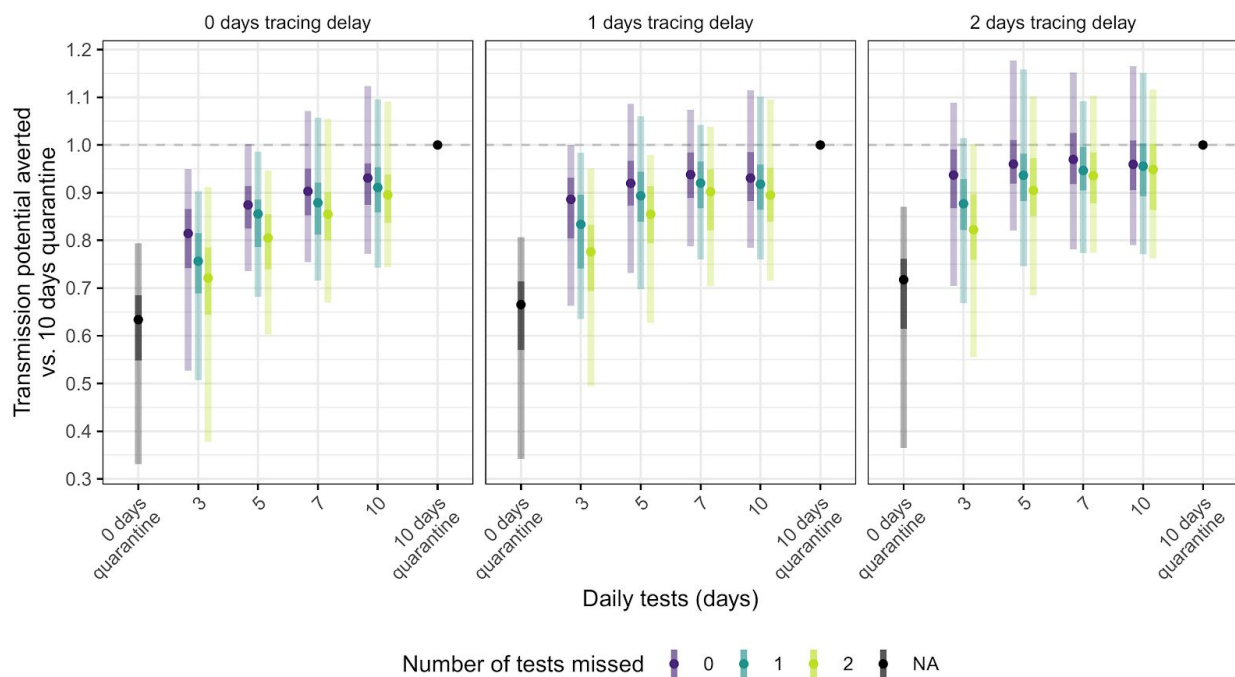 0 days tracing delay
1 days tracing delay
2 days tracing delay
Transmission potential averted
vs. 10 days quarantine
1.2
1.1
1.0
0.9
0.8
0.7
0.6
0.5
0.4
0.3
0 days
quarantine
3
5
7
10
10 days
quarantine
0 days
quarantine
3
5
7
10
10 days
quarantine
0 days
quarantine
3
5
7
10
10 days
quarantine
Daily tests (days)
Number of tests missed 0 1 2 NA